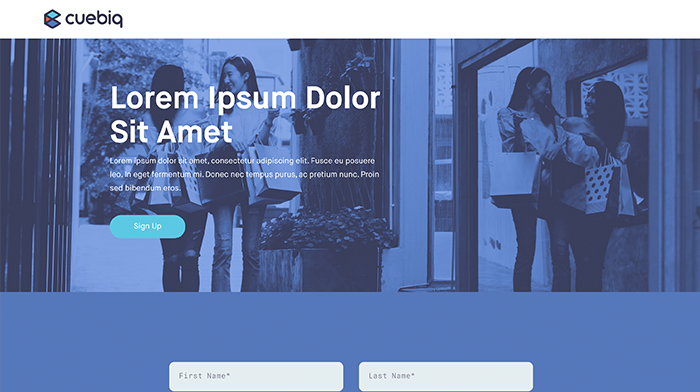 cuebiq
Lorem Ipsum Dolor
Sit Amet
Lorem ipsum dolor sit amet, consectetur adipiscing elit. Fusce eu posuere
leo. In eget fermentum mi. Donec nec tempus purus, ac pretium nunc. Proin
sed bibendum eros.
Sign Up
First Name*
Last Name*